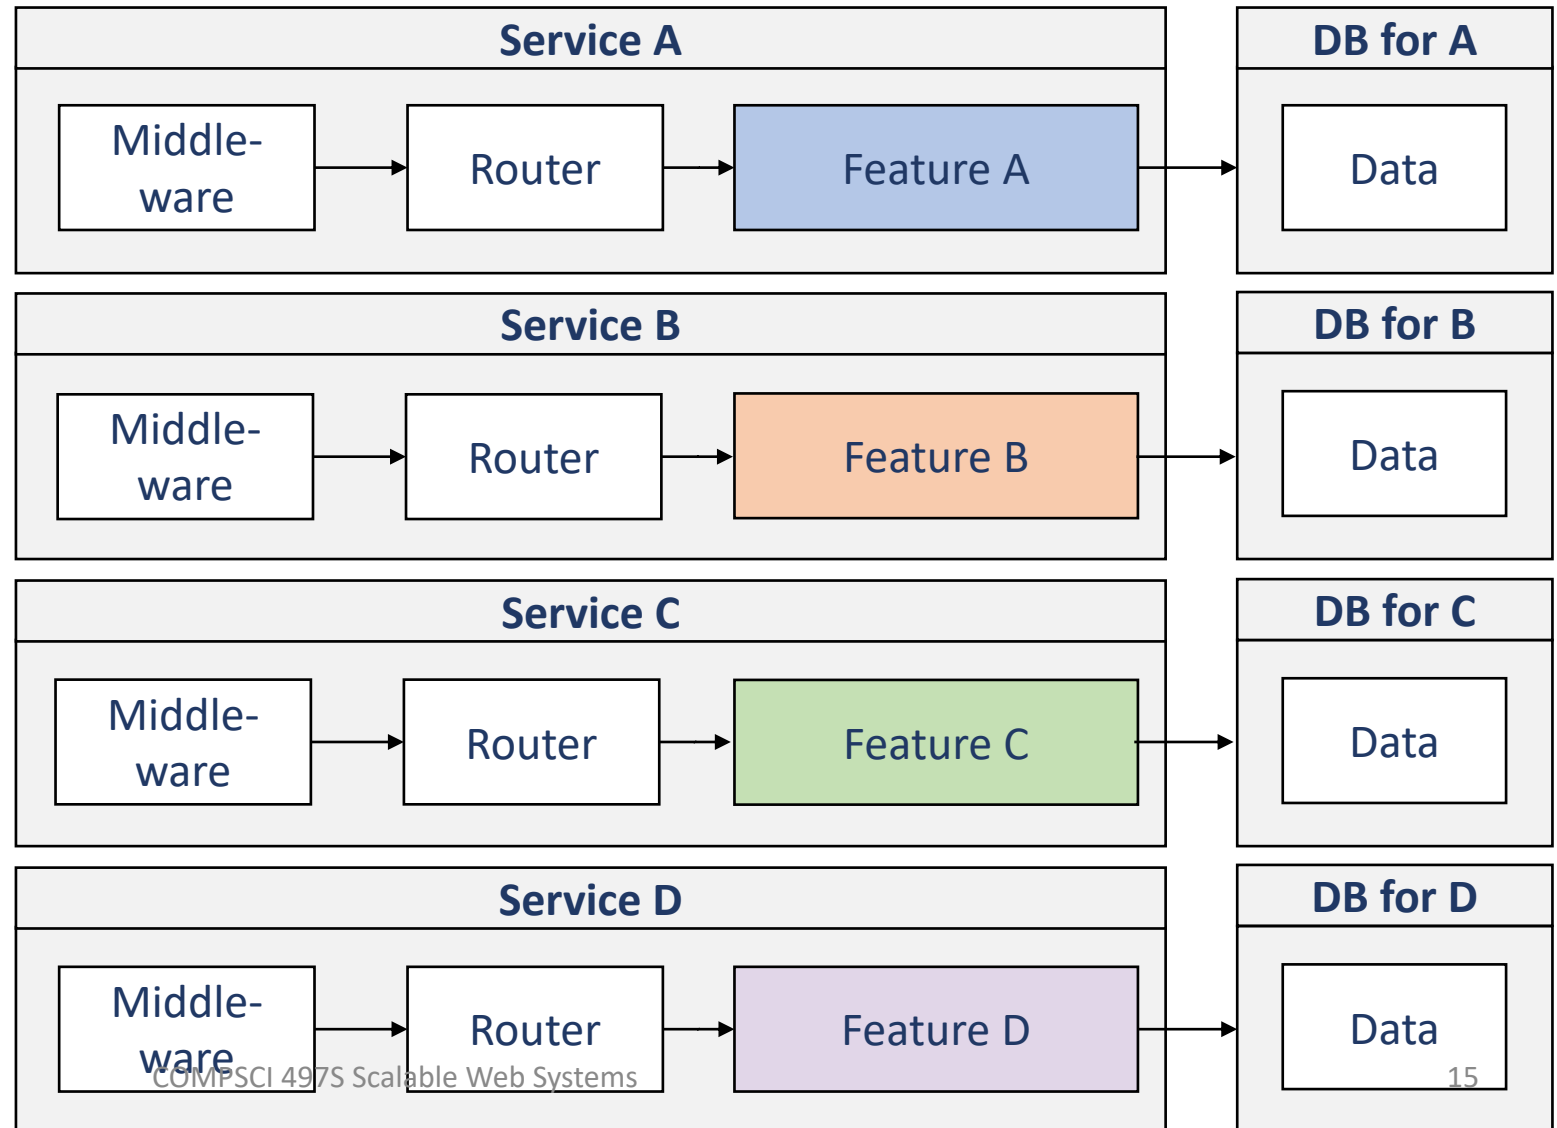 Service A
DB for A
Middle-
ware
Router
Feature A
Data
Service B
DB for B
Middle-
ware
Router
Feature B
Data
Service C
DB for C
Middle-
ware
Router
Feature C
Data
Service D
DB for D
Middle-
ware
Router
Feature D
Data
COMPSCI 497S Scalable Web Systems
15